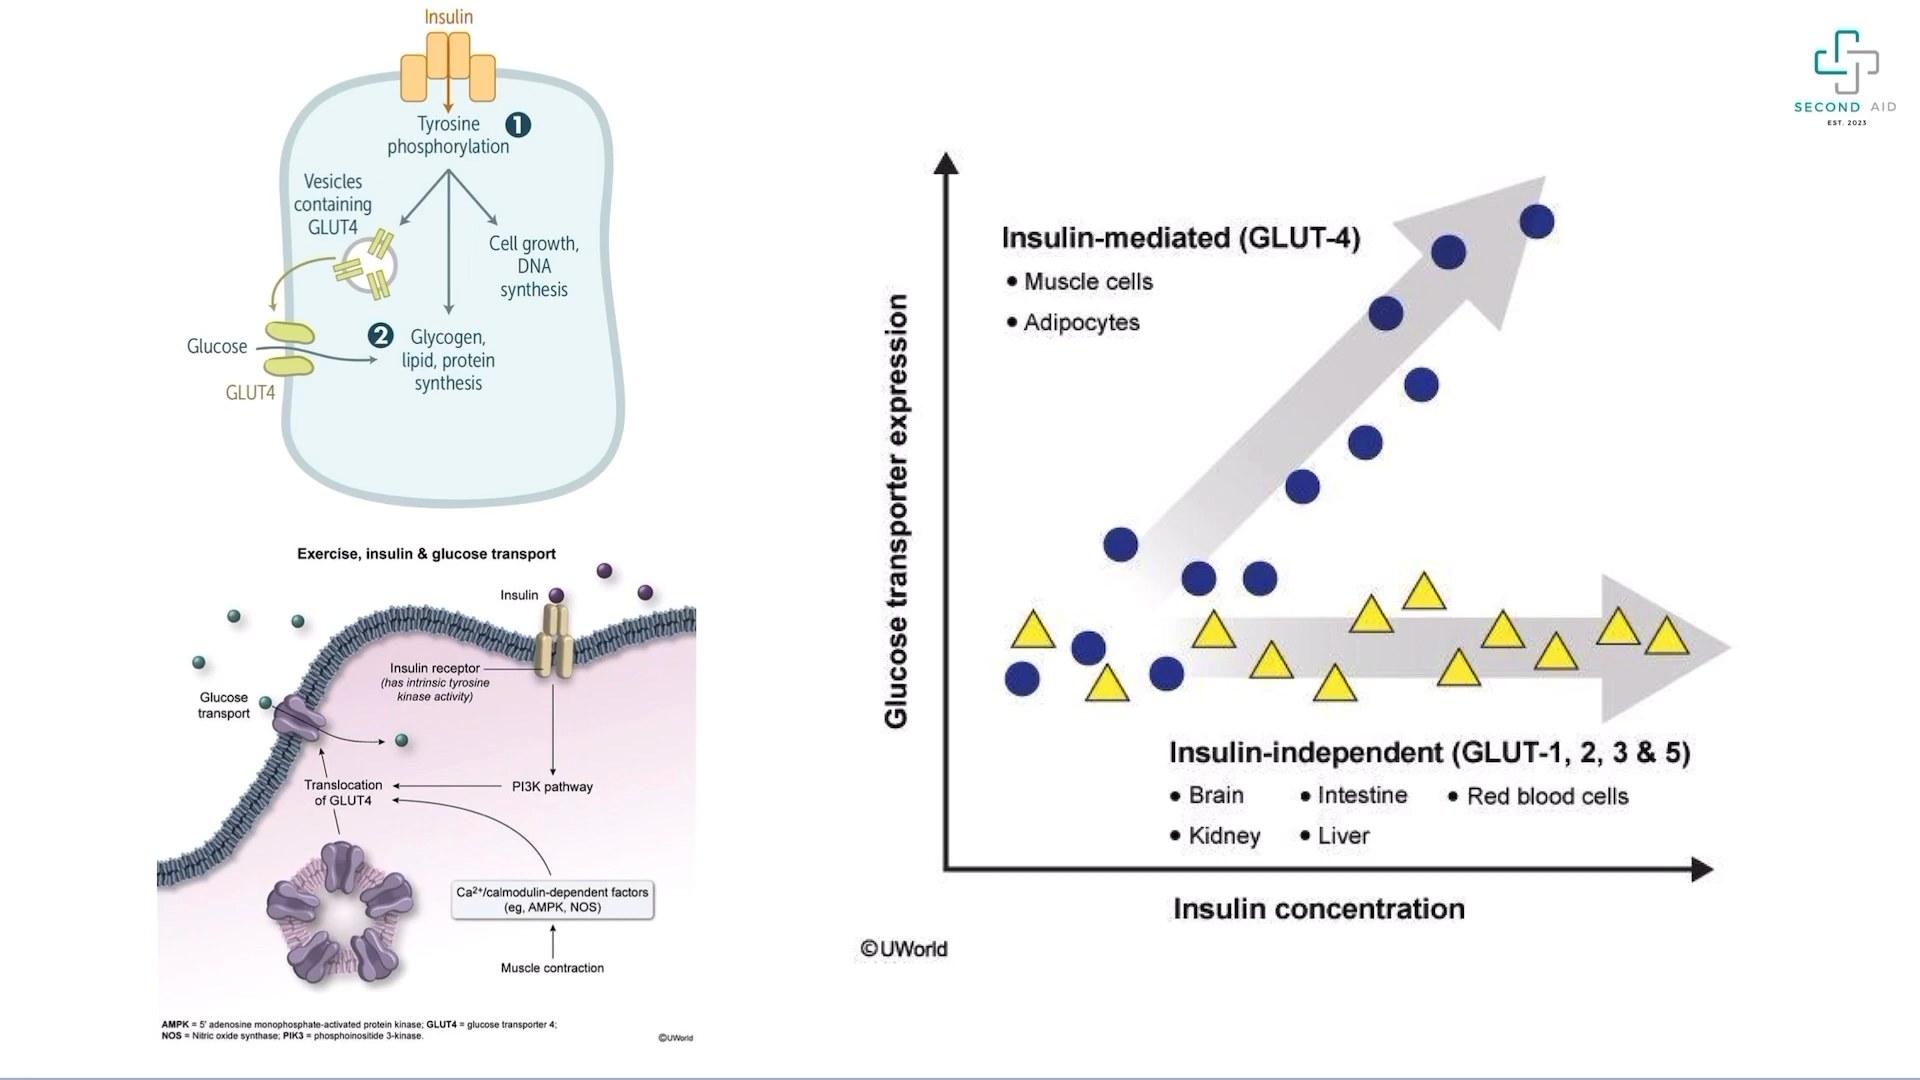 Insulin
Tyrosine
phosphorylation
1
Vesicles
containing
GLUT4
Cell growth,
DNA
synthesis
Glucose
GLUT4
2
Glycogen,
lipid, protein
synthesis
Exercise, insulin & glucose transport
Insulin
Insulin receptor
(has intrinsic tyrosine
kinase activity)
Glucose
transport
Translocation
of GLUT4
PI3K pathway
Ca2+/calmodulin-dependent factors
(eg, AMPK, NOS)
Muscle contraction
AMPK = 5' adenosine monophosphate-activated protein kinase; GLUT4 = glucose transporter 4;
NOS = Nitric oxide synthase; PIK3 = phosphoinositide 3-kinase.
©UWorld
SECOND AID
EST. 2023
Glucose transporter expression
Insulin-mediated (GLUT-4)
• Muscle cells
• Adipocytes
Insulin-independent (GLUT-1, 2, 3 & 5)
• Brain • Intestine • Red blood cells
• Kidney • Liver
Insulin concentration
©UWorld